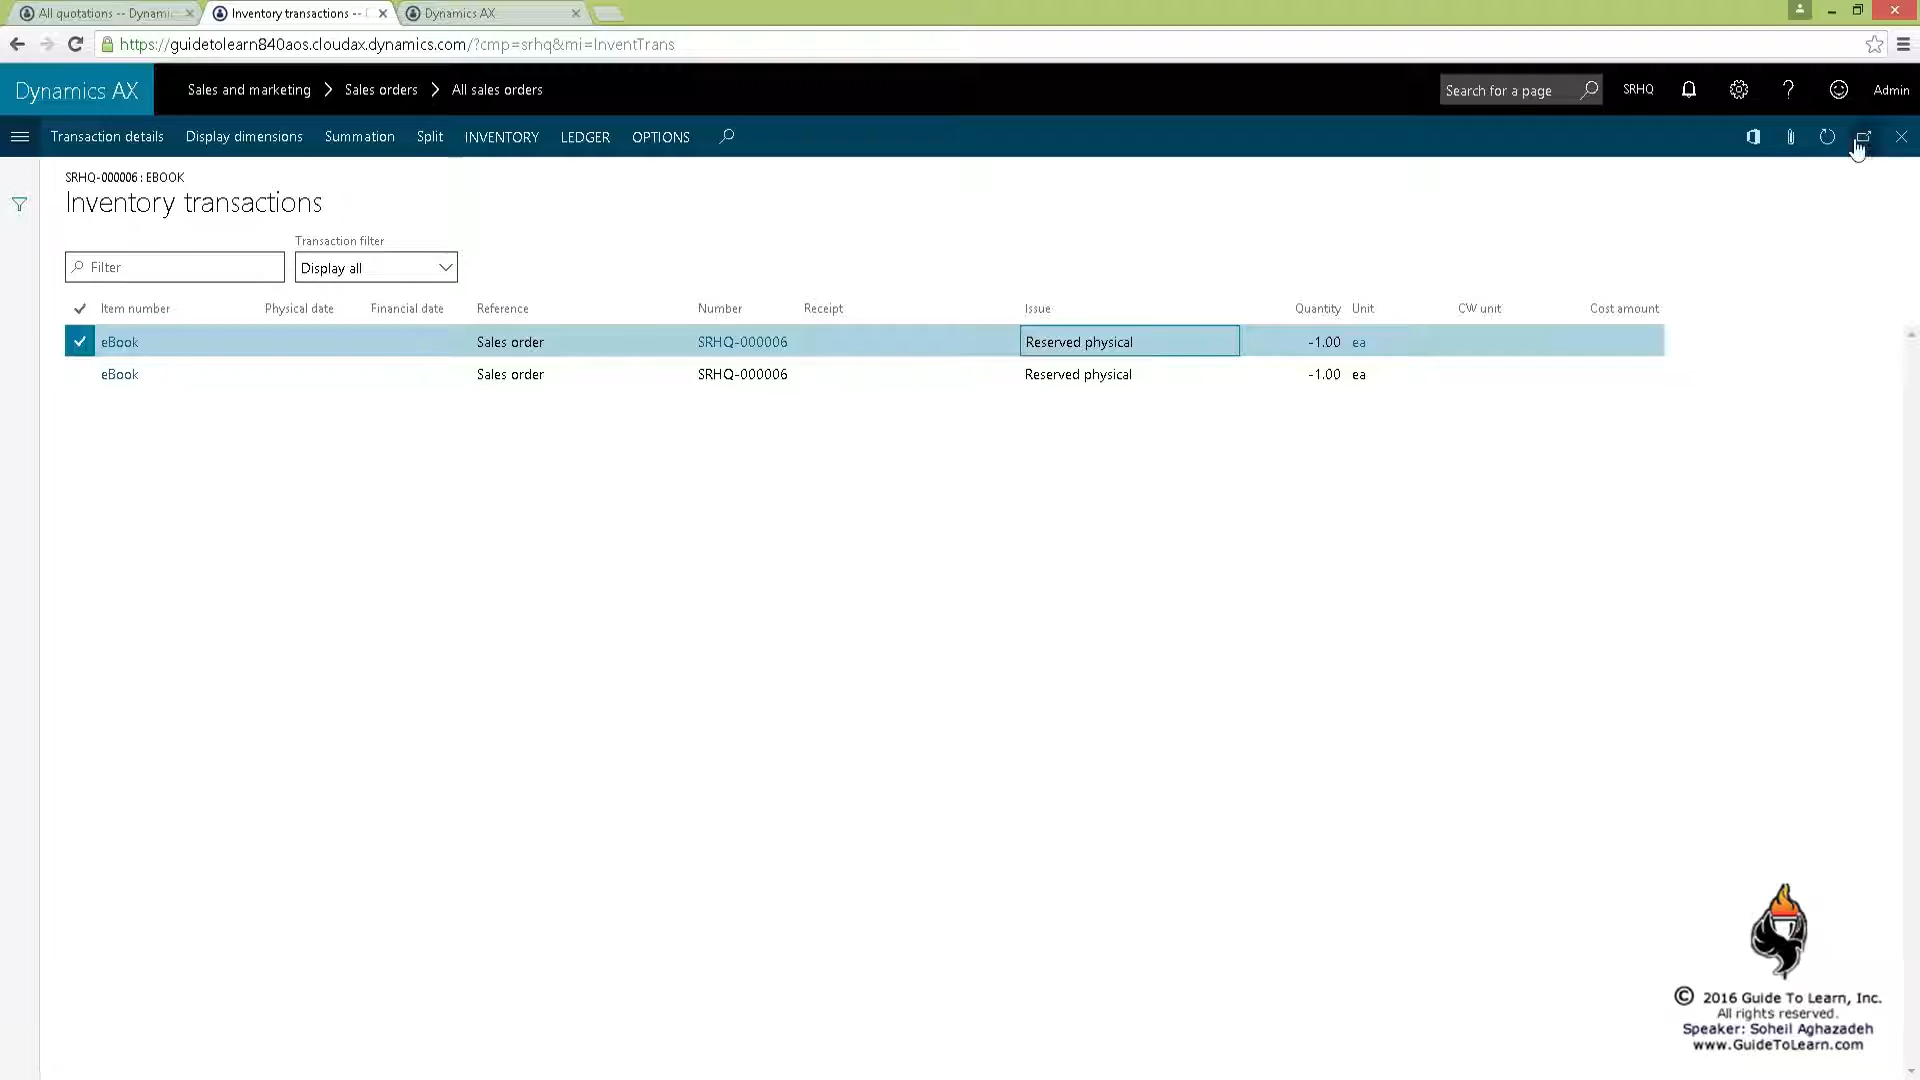 All quotations -- Dynami
Inventory transactions --
Dynamics AX
https://guidetolearn840aos.cloudax.dynamics.com/?cmp=srhq&mi=InventTrans
Dynamics AX
Sales and marketing > Sales orders > All sales orders
Search for a page
SRHQ
?
Admin
Transaction details Display dimensions Summation Split INVENTORY LEDGER OPTIONS
SRHQ-000006 : EBOOK
Inventory transactions
Transaction filter
Filter
Display all
Item number Physical date Financial date Reference Number Receipt Issue Quantity Unit CW unit Cost amount
eBook Sales order SRHQ-000006 Reserved physical -1.00 ea
eBook Sales order SRHQ-000006 Reserved physical -1.00 ea
© 2016 Guide To Learn, Inc.
All rights reserved.
Speaker: Soheil Aghazadeh
www.GuideToLearn.com